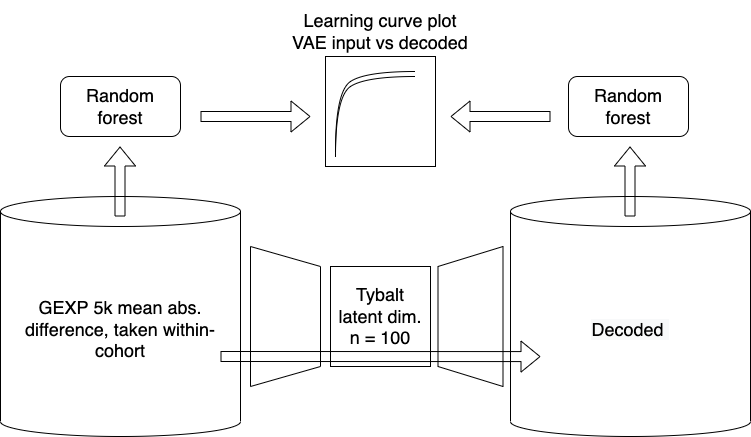 Learning curve plot
VAE input vs decoded
Random
forest
Random
forest
GEXP 5k mean abs.
difference, taken within-
cohort
Tybalt
latent dim.
n = 100
Decoded